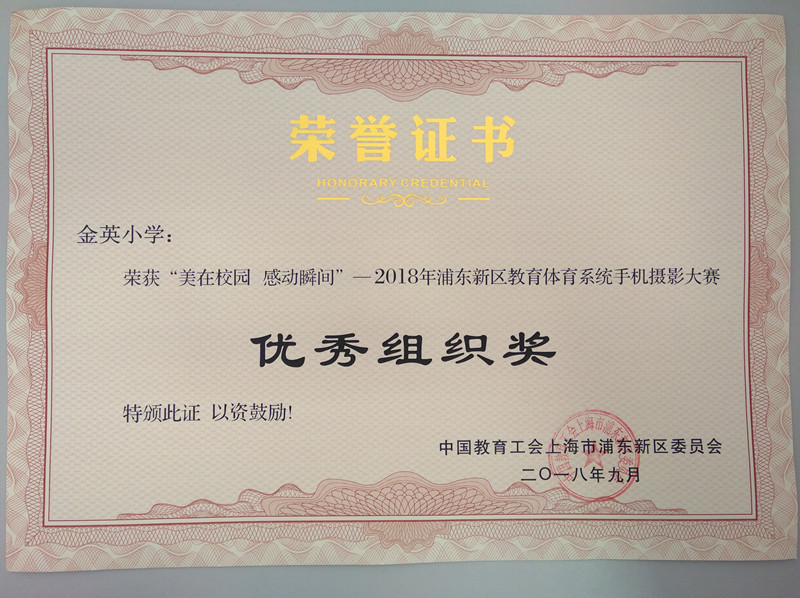 荣誉证书
HONORARY CREDENTIAL
金英小学：
荣获“美在校园 感动瞬间”—2018年浦东新区教育体育系统手机摄影大赛
优秀组织奖
特颁此证 以资鼓励！
中国教育工会上海市浦东新区委员会
二〇一八年九月